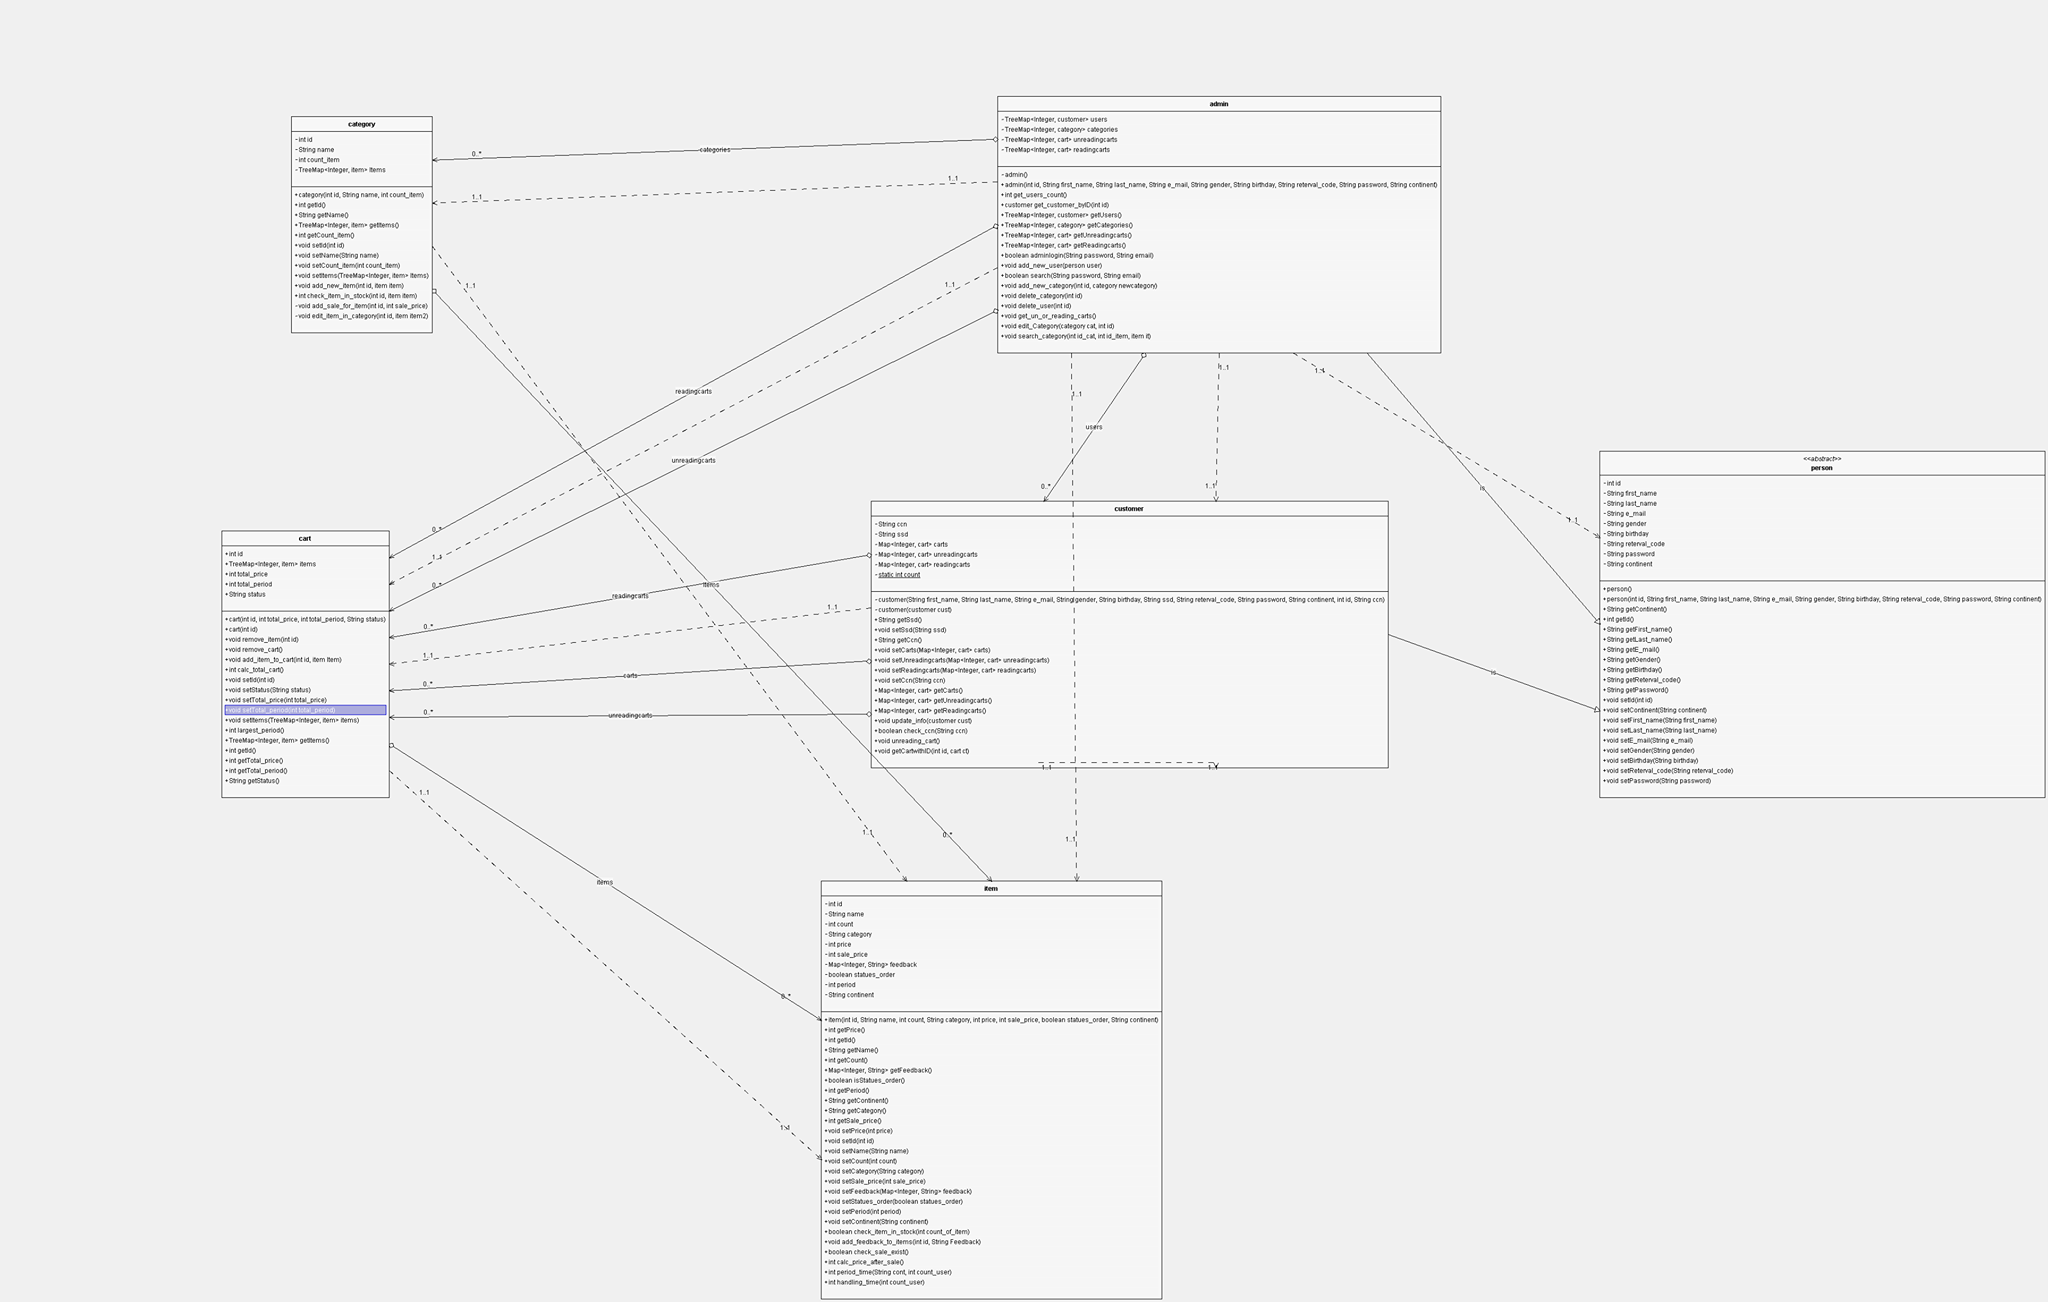 category
- int id
- String name
- int count_item
- TreeMap<Integer, item> Items
+ category(int id, String name, int count_item)
+ int getId()
+ String getName()
+ TreeMap<Integer, item> getItems()
+ int getCount_item()
+ void setId(int id)
+ void setName(String name)
+ void setCount_item(int count_item)
+ void setItems(TreeMap<Integer, item> Items)
+ void add_new_item(int id, item item)
+ int check_item_in_stock(int id, item item)
- void add_sale_for_item(int id, int sale_price)
- void edit_item_in_category(int id, item item2)
admin
- TreeMap<Integer, customer> users
- TreeMap<Integer, category> categories
- TreeMap<Integer, cart> unreadingcarts
- TreeMap<Integer, cart> readingcarts
- admin()
+ admin(int id, String first_name, String last_name, String e_mail, String gender, String birthday, String reterval_code, String password, String continent)
+ int get_users_count()
+ customer get_customer_byID(int id)
+ TreeMap<Integer, customer> getUsers()
+ TreeMap<Integer, category> getCategories()
+ TreeMap<Integer, cart> getUnreadingcarts()
+ TreeMap<Integer, cart> getReadingcarts()
+ boolean adminlogin(String password, String email)
+ void add_new_user(person user)
+ boolean search(String password, String email)
+ void add_new_category(int id, category newcategory)
+ void delete_category(int id)
+ void delete_user(int id)
+ void get_un_or_reading_carts()
+ void edit_Category(category cat, int id)
+ void search_category(int id_cat, int id_item, item it)
0..*
categories
1..1
1..1
1..1
1..1
readingcarts
unreadingcarts
1..1
users
1..1
1..1
0..*
1..1
is
1..1
0..*
1..1
0..*
<<abstract>>
person
- int id
- String first_name
- String last_name
- String e_mail
- String gender
- String birthday
- String reterval_code
- String password
- String continent
+ person()
+ person(int id, String first_name, String last_name, String e_mail, String gender, String birthday, String reterval_code, String password, String continent)
+ String getContinent()
+ int getId()
+ String getFirst_name()
+ String getLast_name()
+ String getE_mail()
+ String getGender()
+ String getBirthday()
+ String getReterval_code()
+ String getPassword()
+ void setId(int id)
+ void setContinent(String continent)
+ void setFirst_name(String first_name)
+ void setLast_name(String last_name)
+ void setE_mail(String e_mail)
+ void setGender(String gender)
+ void setBirthday(String birthday)
+ void setReterval_code(String reterval_code)
+ void setPassword(String password)
customer
- String ccn
- String ssd
- Map<Integer, cart> carts
- Map<Integer, cart> unreadingcarts
- Map<Integer, cart> readingcarts
- static int count
- customer(String first_name, String last_name, String e_mail, String gender, String birthday, String ssd, String reterval_code, String password, String continent, int id, String ccn)
- customer(customer cust)
+ String getSsd()
+ void setSsd(String ssd)
+ String getCcn()
+ void setCarts(Map<Integer, cart> carts)
+ void setUnreadingcarts(Map<Integer, cart> unreadingcarts)
+ void setReadingcarts(Map<Integer, cart> readingcarts)
+ void setCcn(String ccn)
+ Map<Integer, cart> getCarts()
+ Map<Integer, cart> getUnreadingcarts()
+ Map<Integer, cart> getReadingcarts()
+ void update_info(customer cust)
+ boolean check_ccn(String ccn)
+ void unreading_cart()
+ void getCartwithID(int id, cart ct)
1..1
1..1
is
cart
+ int id
+ TreeMap<Integer, item> items
+ int total_price
+ int total_period
+ String status
+ cart(int id, int total_price, int total_period, String status)
+ cart(int id)
+ void remove_item(int id)
+ void remove_cart()
+ void add_item_to_cart(int id, item Item)
+ int calc_total_cart()
+ void setId(int id)
+ void setStatus(String status)
+ void setTotal_price(int total_price)
+ void setTotal_period(int total_period)
+ void setItems(TreeMap<Integer, item> items)
+ int largest_period()
+ TreeMap<Integer, item> getItems()
+ int getId()
+ int getTotal_price()
+ int getTotal_period()
+ String getStatus()
items
readingcarts
0..*
1..1
1..1
carts
0..*
0..*
unreadingcarts
1..1
1..1
0..*
1..1
items
0..*
1..1
item
- int id
- String name
- int count
- String category
- int price
- int sale_price
- Map<Integer, String> feedback
- boolean statues_order
- int period
- String continent
+ item(int id, String name, int count, String category, int price, int sale_price, boolean statues_order, String continent)
+ int getPrice()
+ int getId()
+ String getName()
+ int getCount()
+ Map<Integer, String> getFeedback()
+ boolean isStatues_order()
+ int getPeriod()
+ String getContinent()
+ String getCategory()
+ int getSale_price()
+ void setPrice(int price)
+ void setId(int id)
+ void setName(String name)
+ void setCount(int count)
+ void setCategory(String category)
+ void setSale_price(int sale_price)
+ void setFeedback(Map<Integer, String> feedback)
+ void setStatues_order(boolean statues_order)
+ void setPeriod(int period)
+ void setContinent(String continent)
+ boolean check_item_in_stock(int count_of_item)
+ void add_feedback_to_items(int id, String Feedback)
+ boolean check_sale_exist()
+ int calc_price_after_sale()
+ int period_time(String cont, int count_user)
+ int handling_time(int count_user)